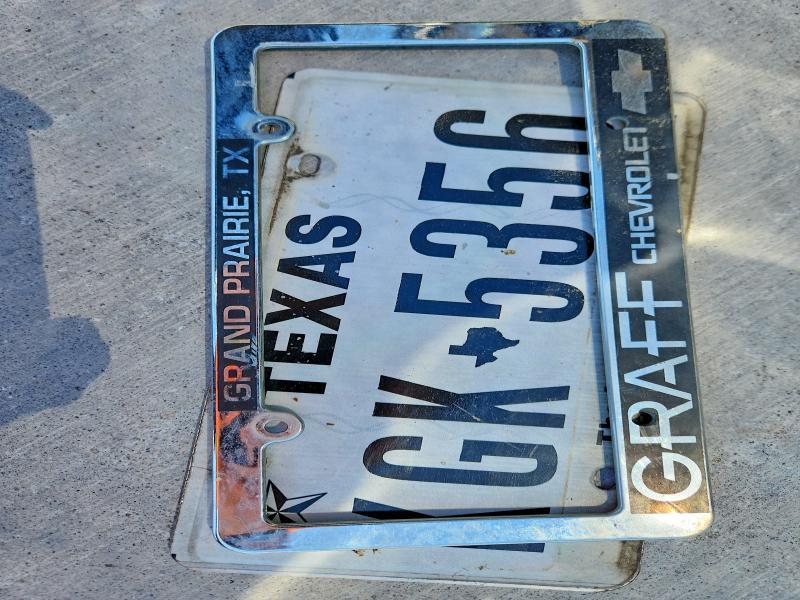 GRAND PRAIRIE, TX
TEXAS
GK 5356
GRAFF CHEVROLET